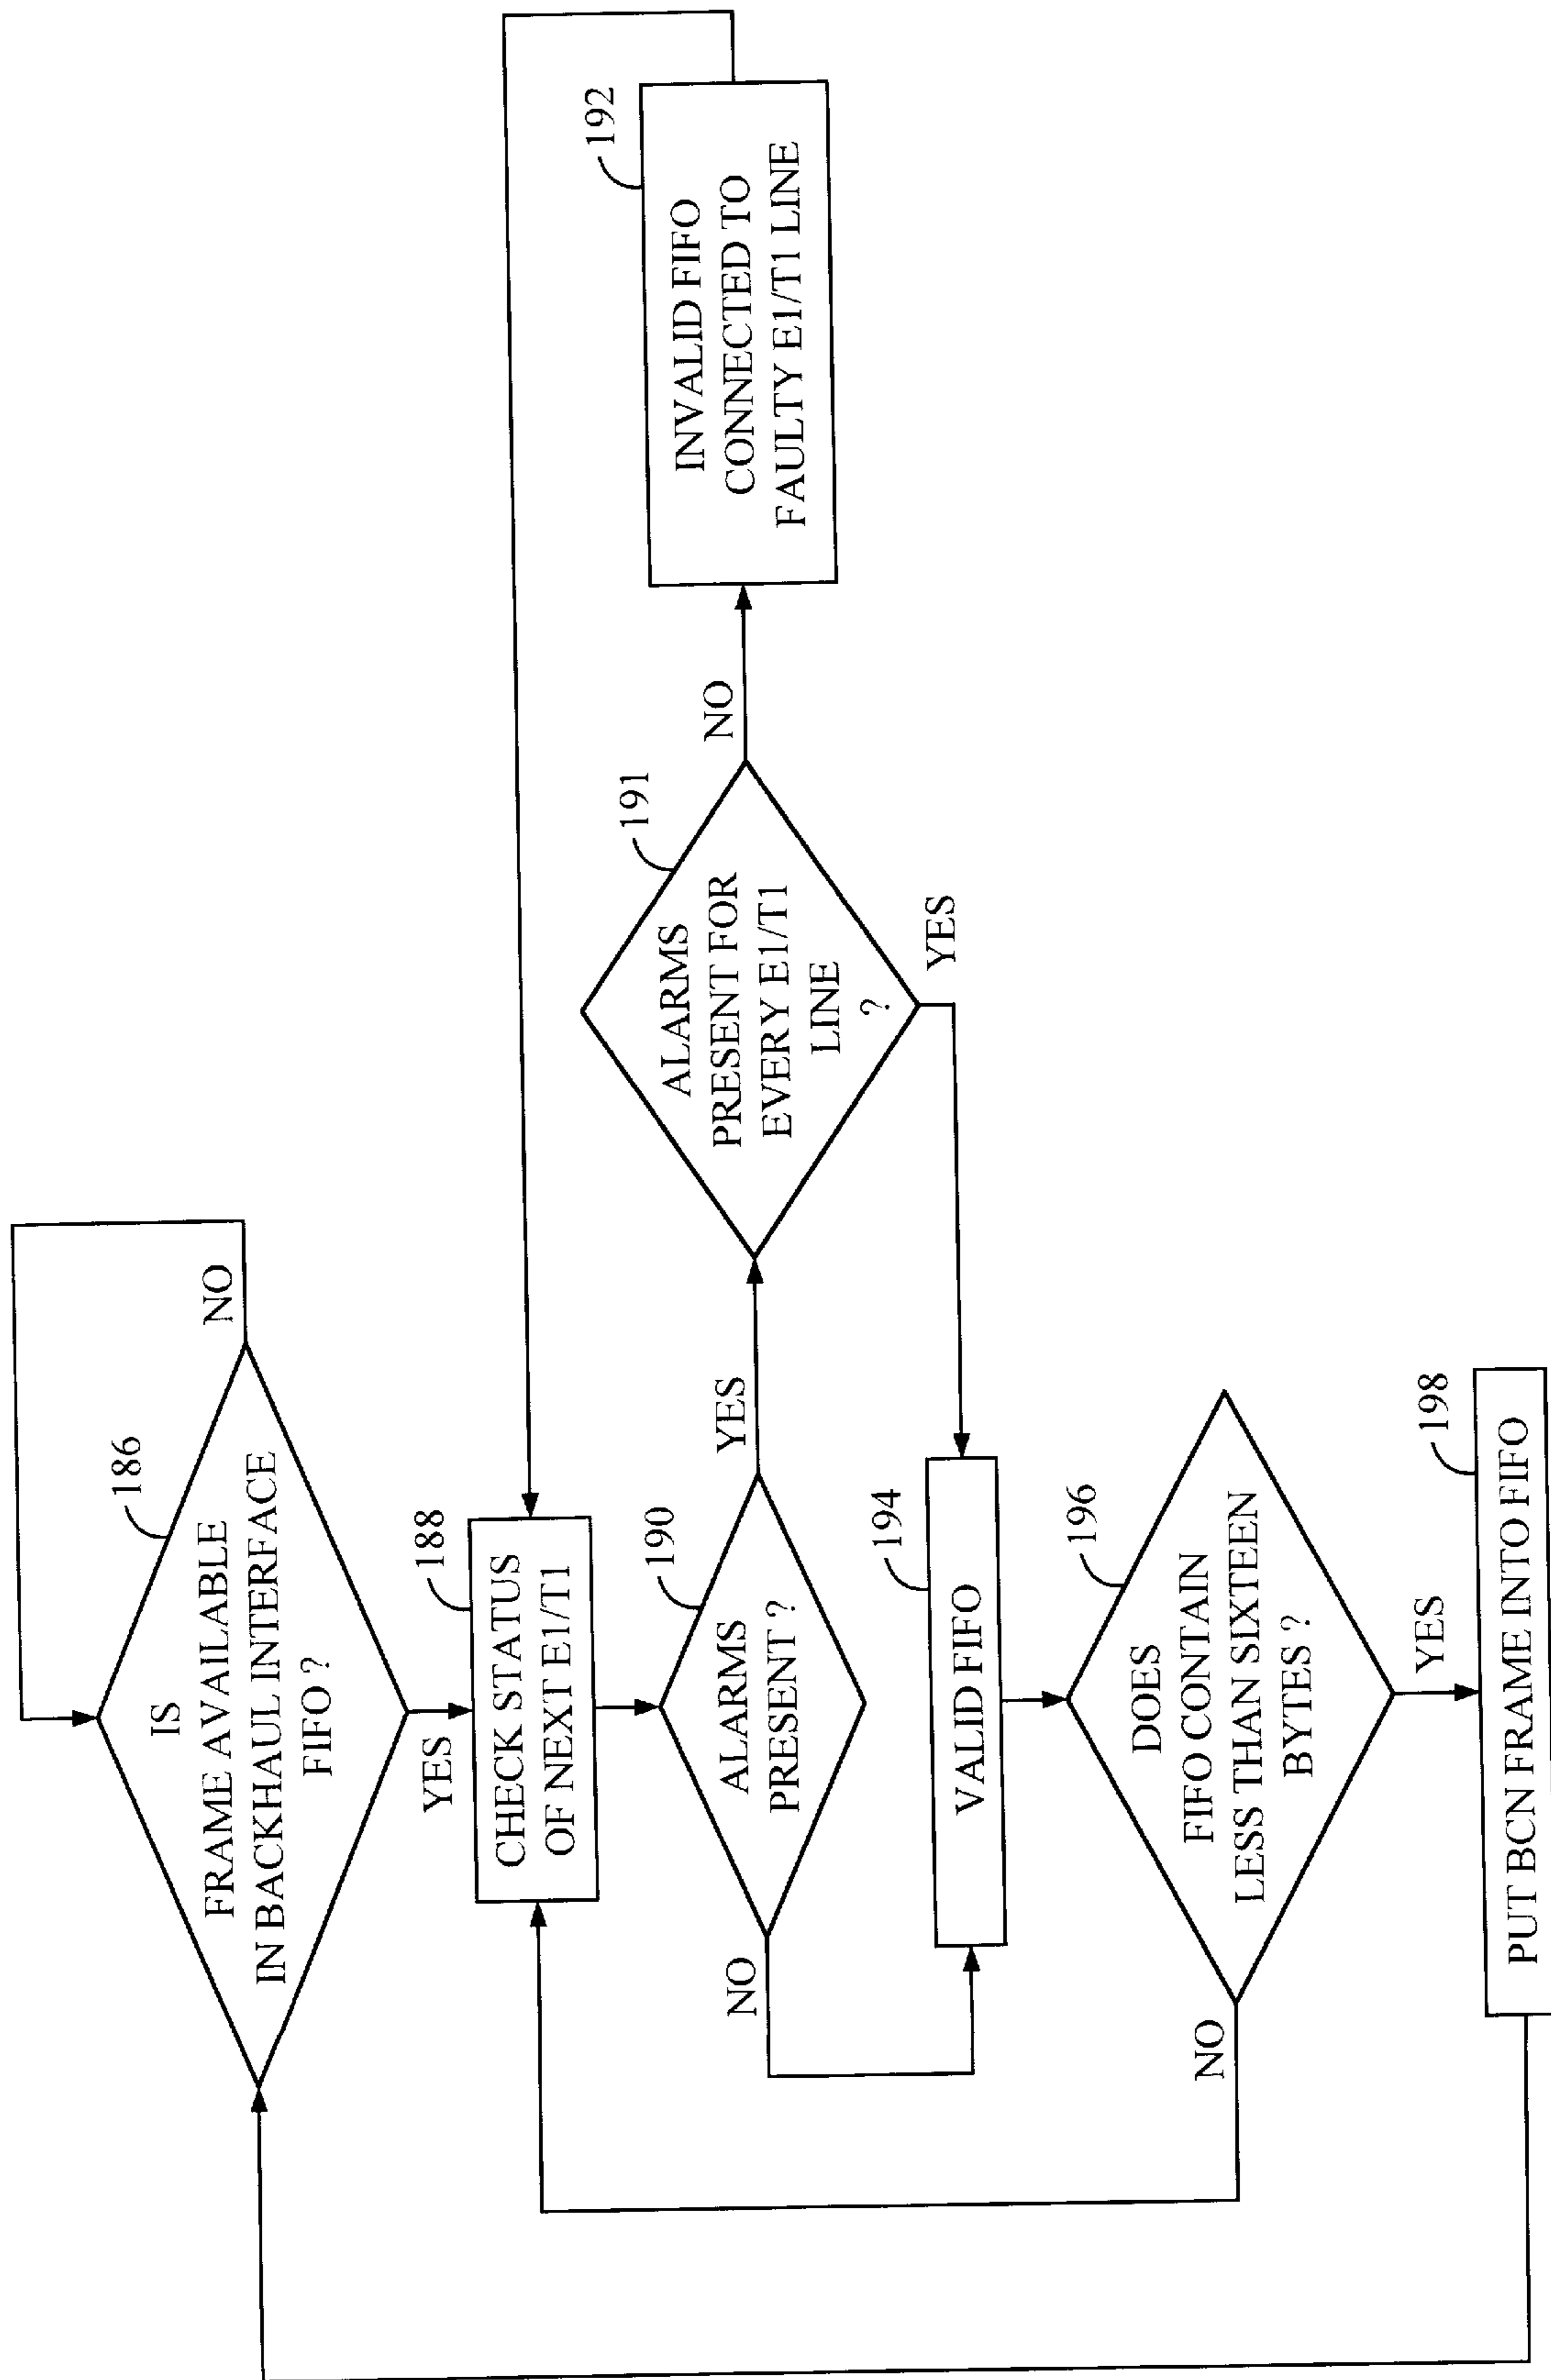 IS
FRAME AVAILABLE
IN BACKHAUL INTERFACE
FIFO ?
186
NO
YES
CHECK STATUS
OF NEXT E1/T1
188
ALARMS
PRESENT ?
190
YES
NO
ALARMS
PRESENT FOR
EVERY E1/T1
LINE
?
191
NO
YES
INVALID FIFO
CONNECTED TO
FAULTY E1/T1 LINE
192
VALID FIFO
194
DOES
FIFO CONTAIN
LESS THAN SIXTEEN
BYTES ?
196
NO
YES
PUT BCN FRAME INTO FIFO
198